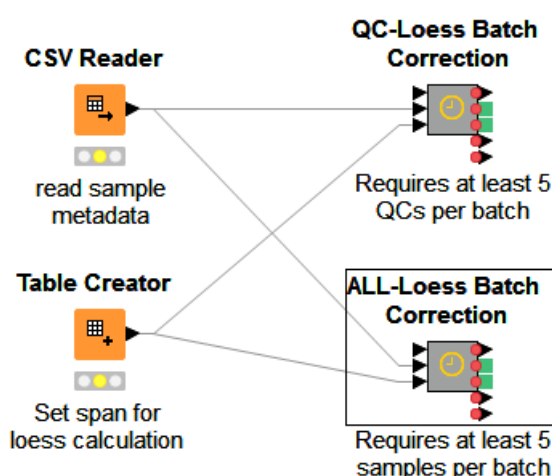 CSV Reader
read sample
metadata
QC-Loess Batch
Correction
Requires at least 5
QCs per batch
Table Creator
Set span for
loess calculation
ALL-Loess Batch
Correction
Requires at least 5
samples per batch